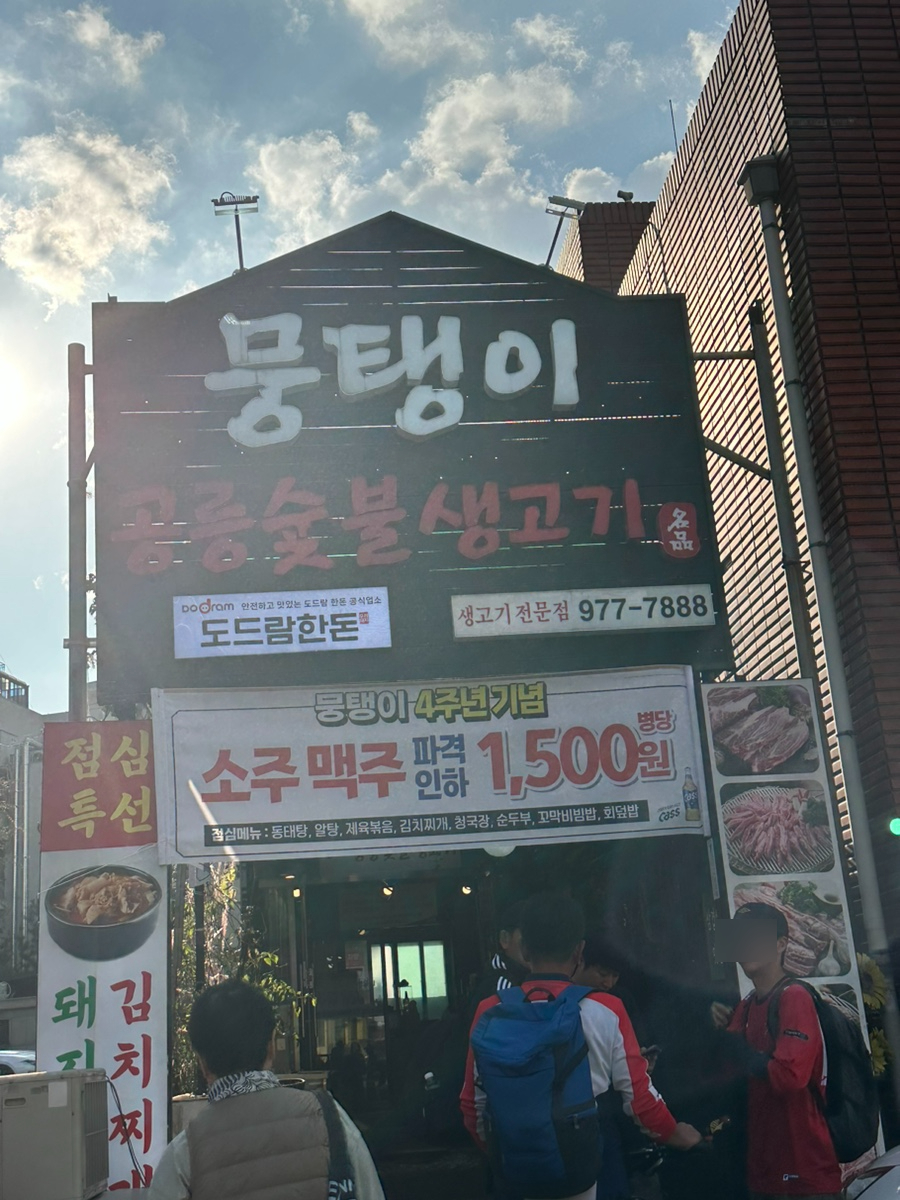 뭉탱이
공릉숯불생고기
名品
Dodram 안전하고 맛있는 도드람 한돈 공식업소
도드람한돈
생고기 전문점 977-7888
뭉탱이 4주년 기념
소주 맥주 파격인하 1,500원 병당
점심메뉴 : 동태탕, 알탕, 제육볶음, 김치찌개, 청국장, 순두부, 꼬막비빔밥, 회덮밥
cass
점심
특선
돼지
김치찌개